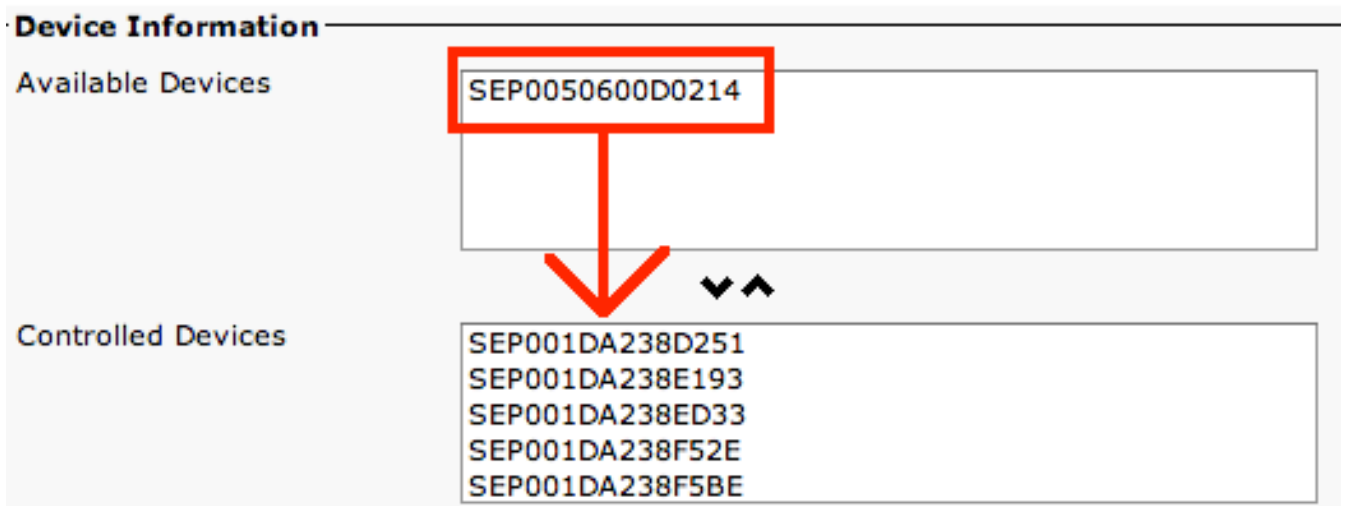 Device Information
Available Devices
SEP0050600D0214
Controlled Devices
SEP001DA238D251
SEP001DA238E193
SEP001DA238ED33
SEP001DA238F52E
SEP001DA238F5BE